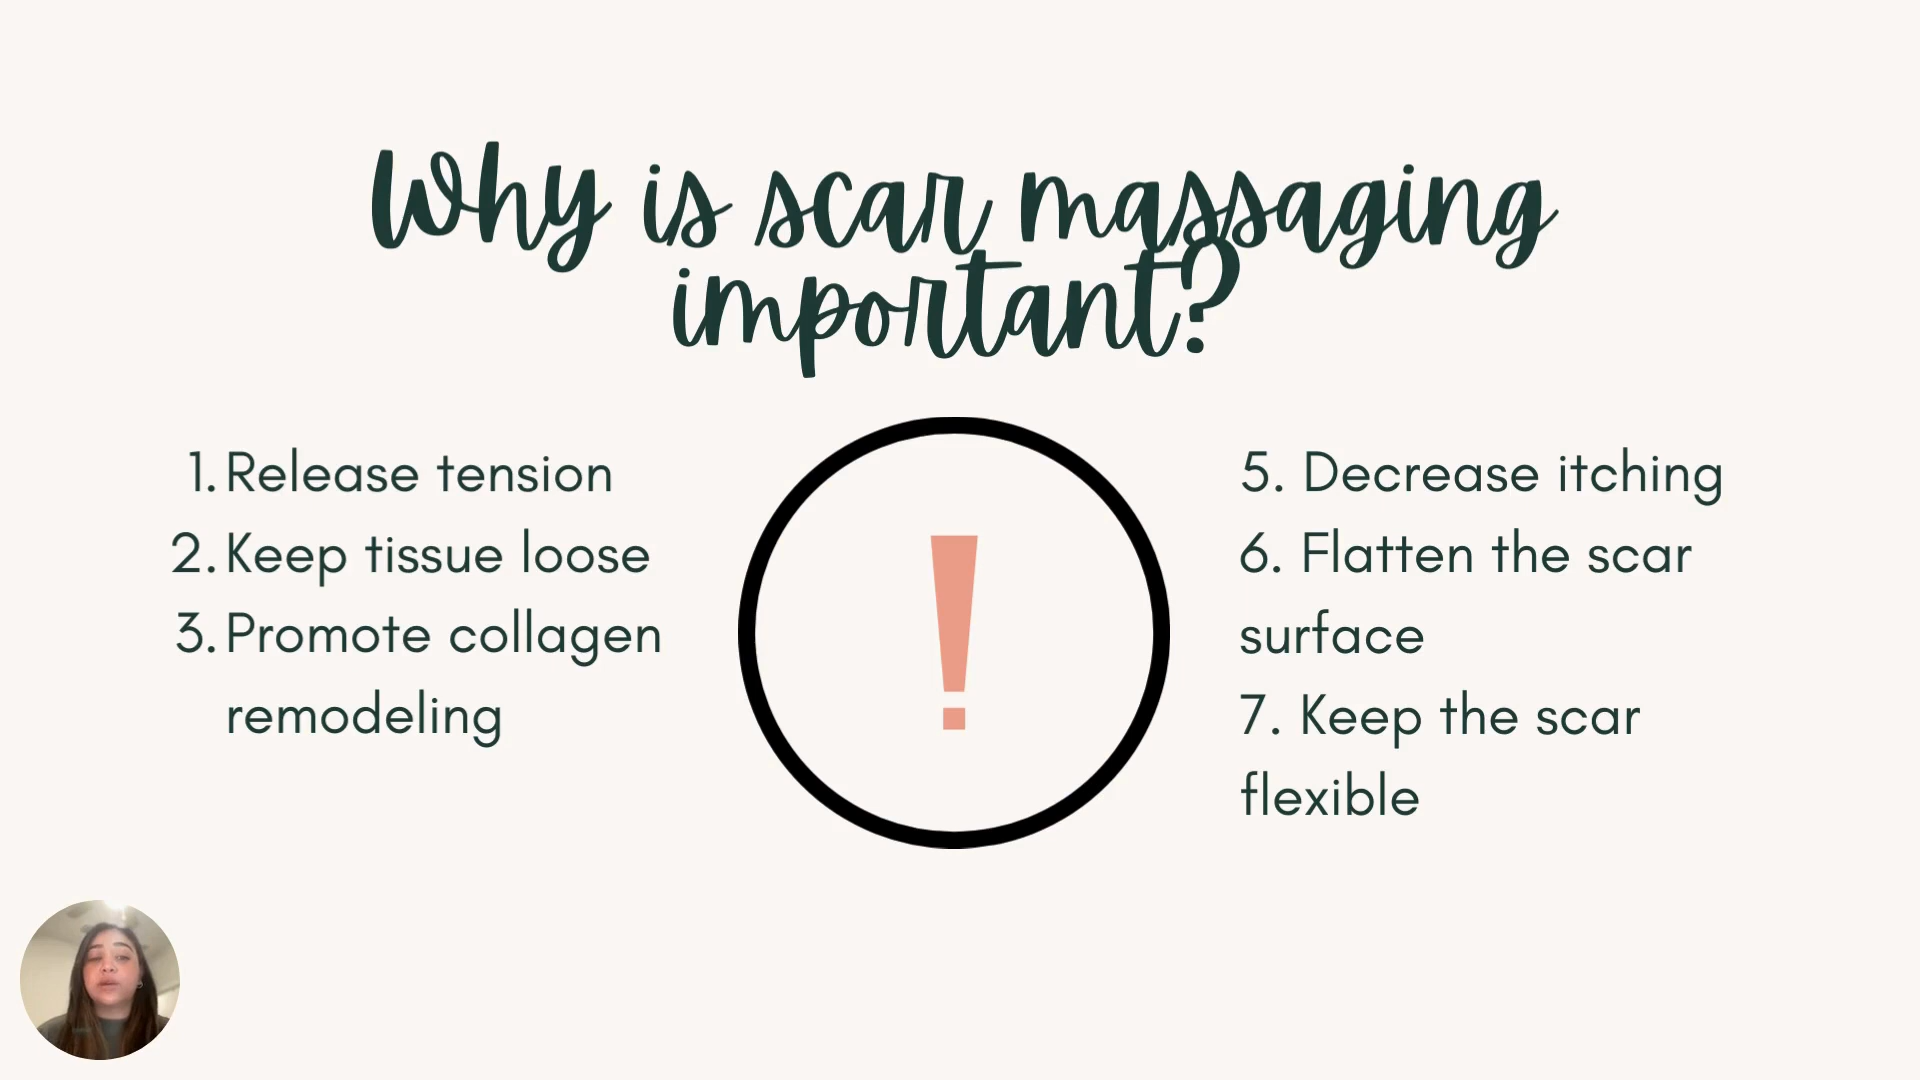 Why is scar massaging
important?
1. Release tension
2. Keep tissue loose
3. Promote collagen
remodeling
!
5. Decrease itching
6. Flatten the scar
surface
7. Keep the scar
flexible